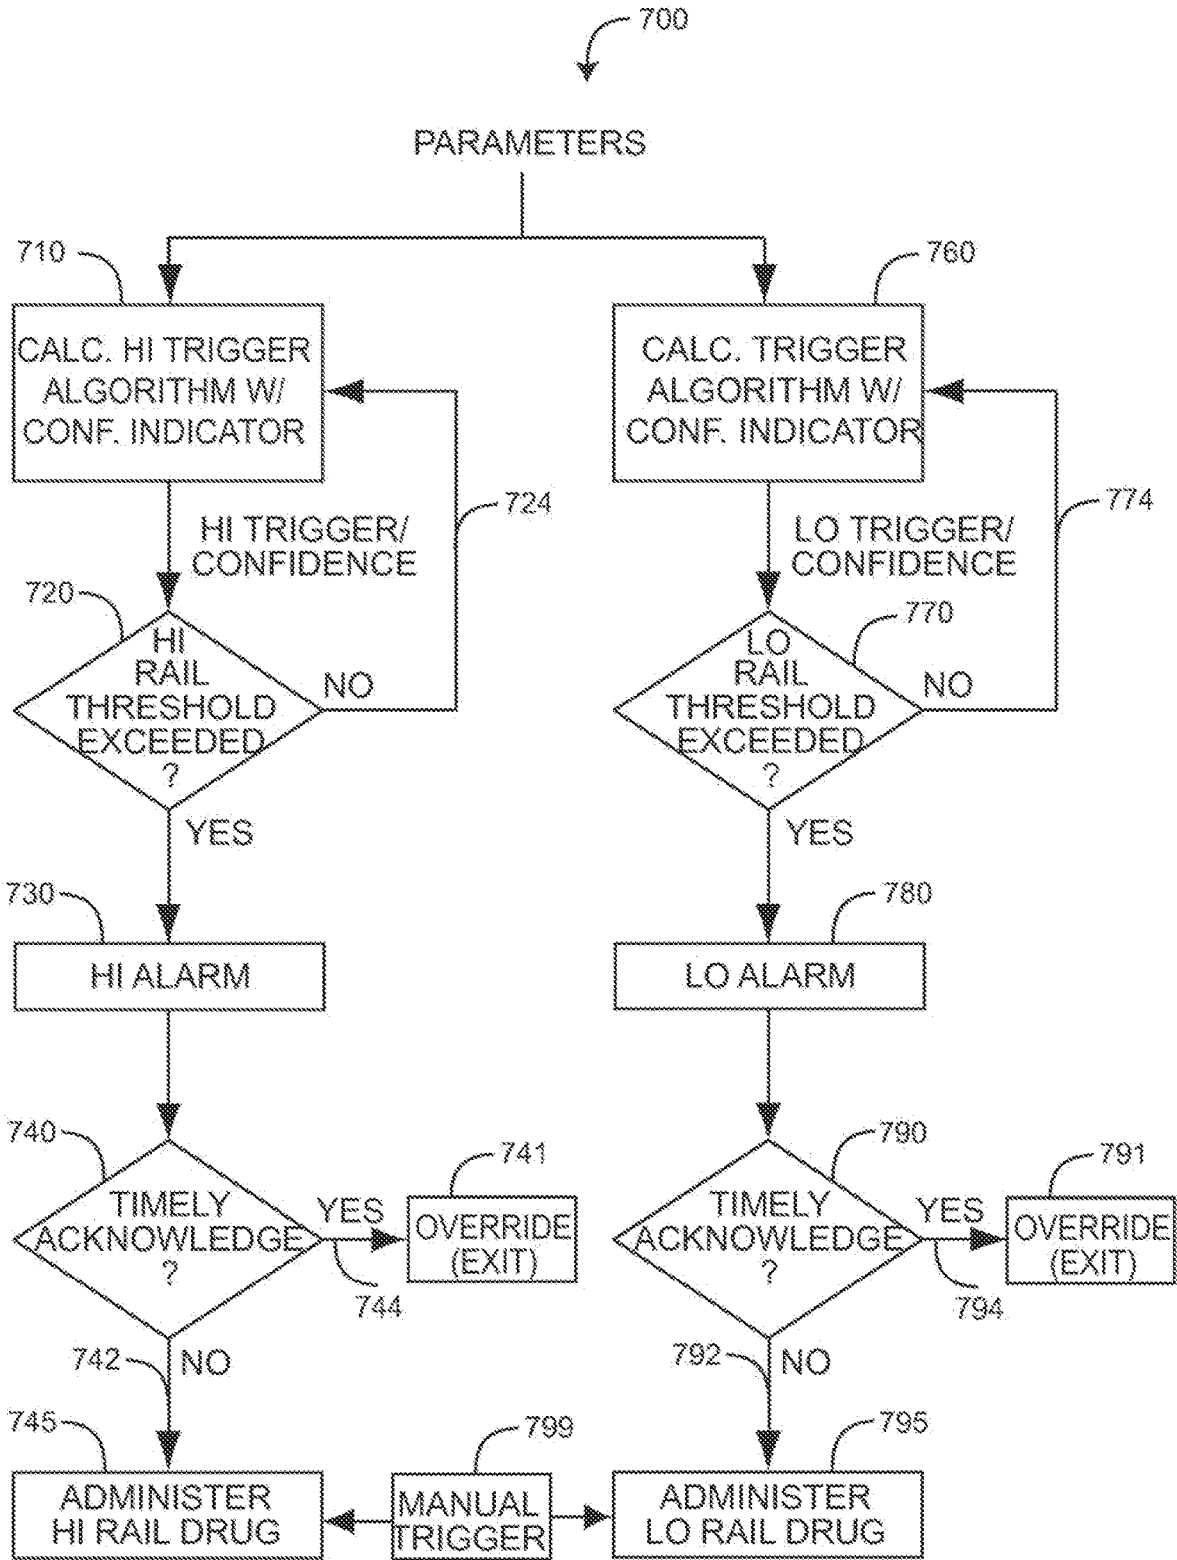 700
PARAMETERS
710
760
CALC. HI TRIGGER
ALGORITHM W/
CONF. INDICATOR
CALC. TRIGGER
ALGORITHM W/
CONF. INDICATOR
724
774
HI TRIGGER/
CONFIDENCE
LO TRIGGER/
CONFIDENCE
720
770
HI
RAIL
THRESHOLD
EXCEEDED
?
NO
LO
RAIL
THRESHOLD
EXCEEDED
?
NO
YES
YES
730
780
HI ALARM
LO ALARM
740
741
790
791
TIMELY
ACKNOWLEDGE
?
YES
OVERRIDE
(EXIT)
744
TIMELY
ACKNOWLEDGE
?
YES
OVERRIDE
(EXIT)
794
742
NO
792
NO
745
799
795
ADMINISTER
HI RAIL DRUG
MANUAL
TRIGGER
ADMINISTER
LO RAIL DRUG